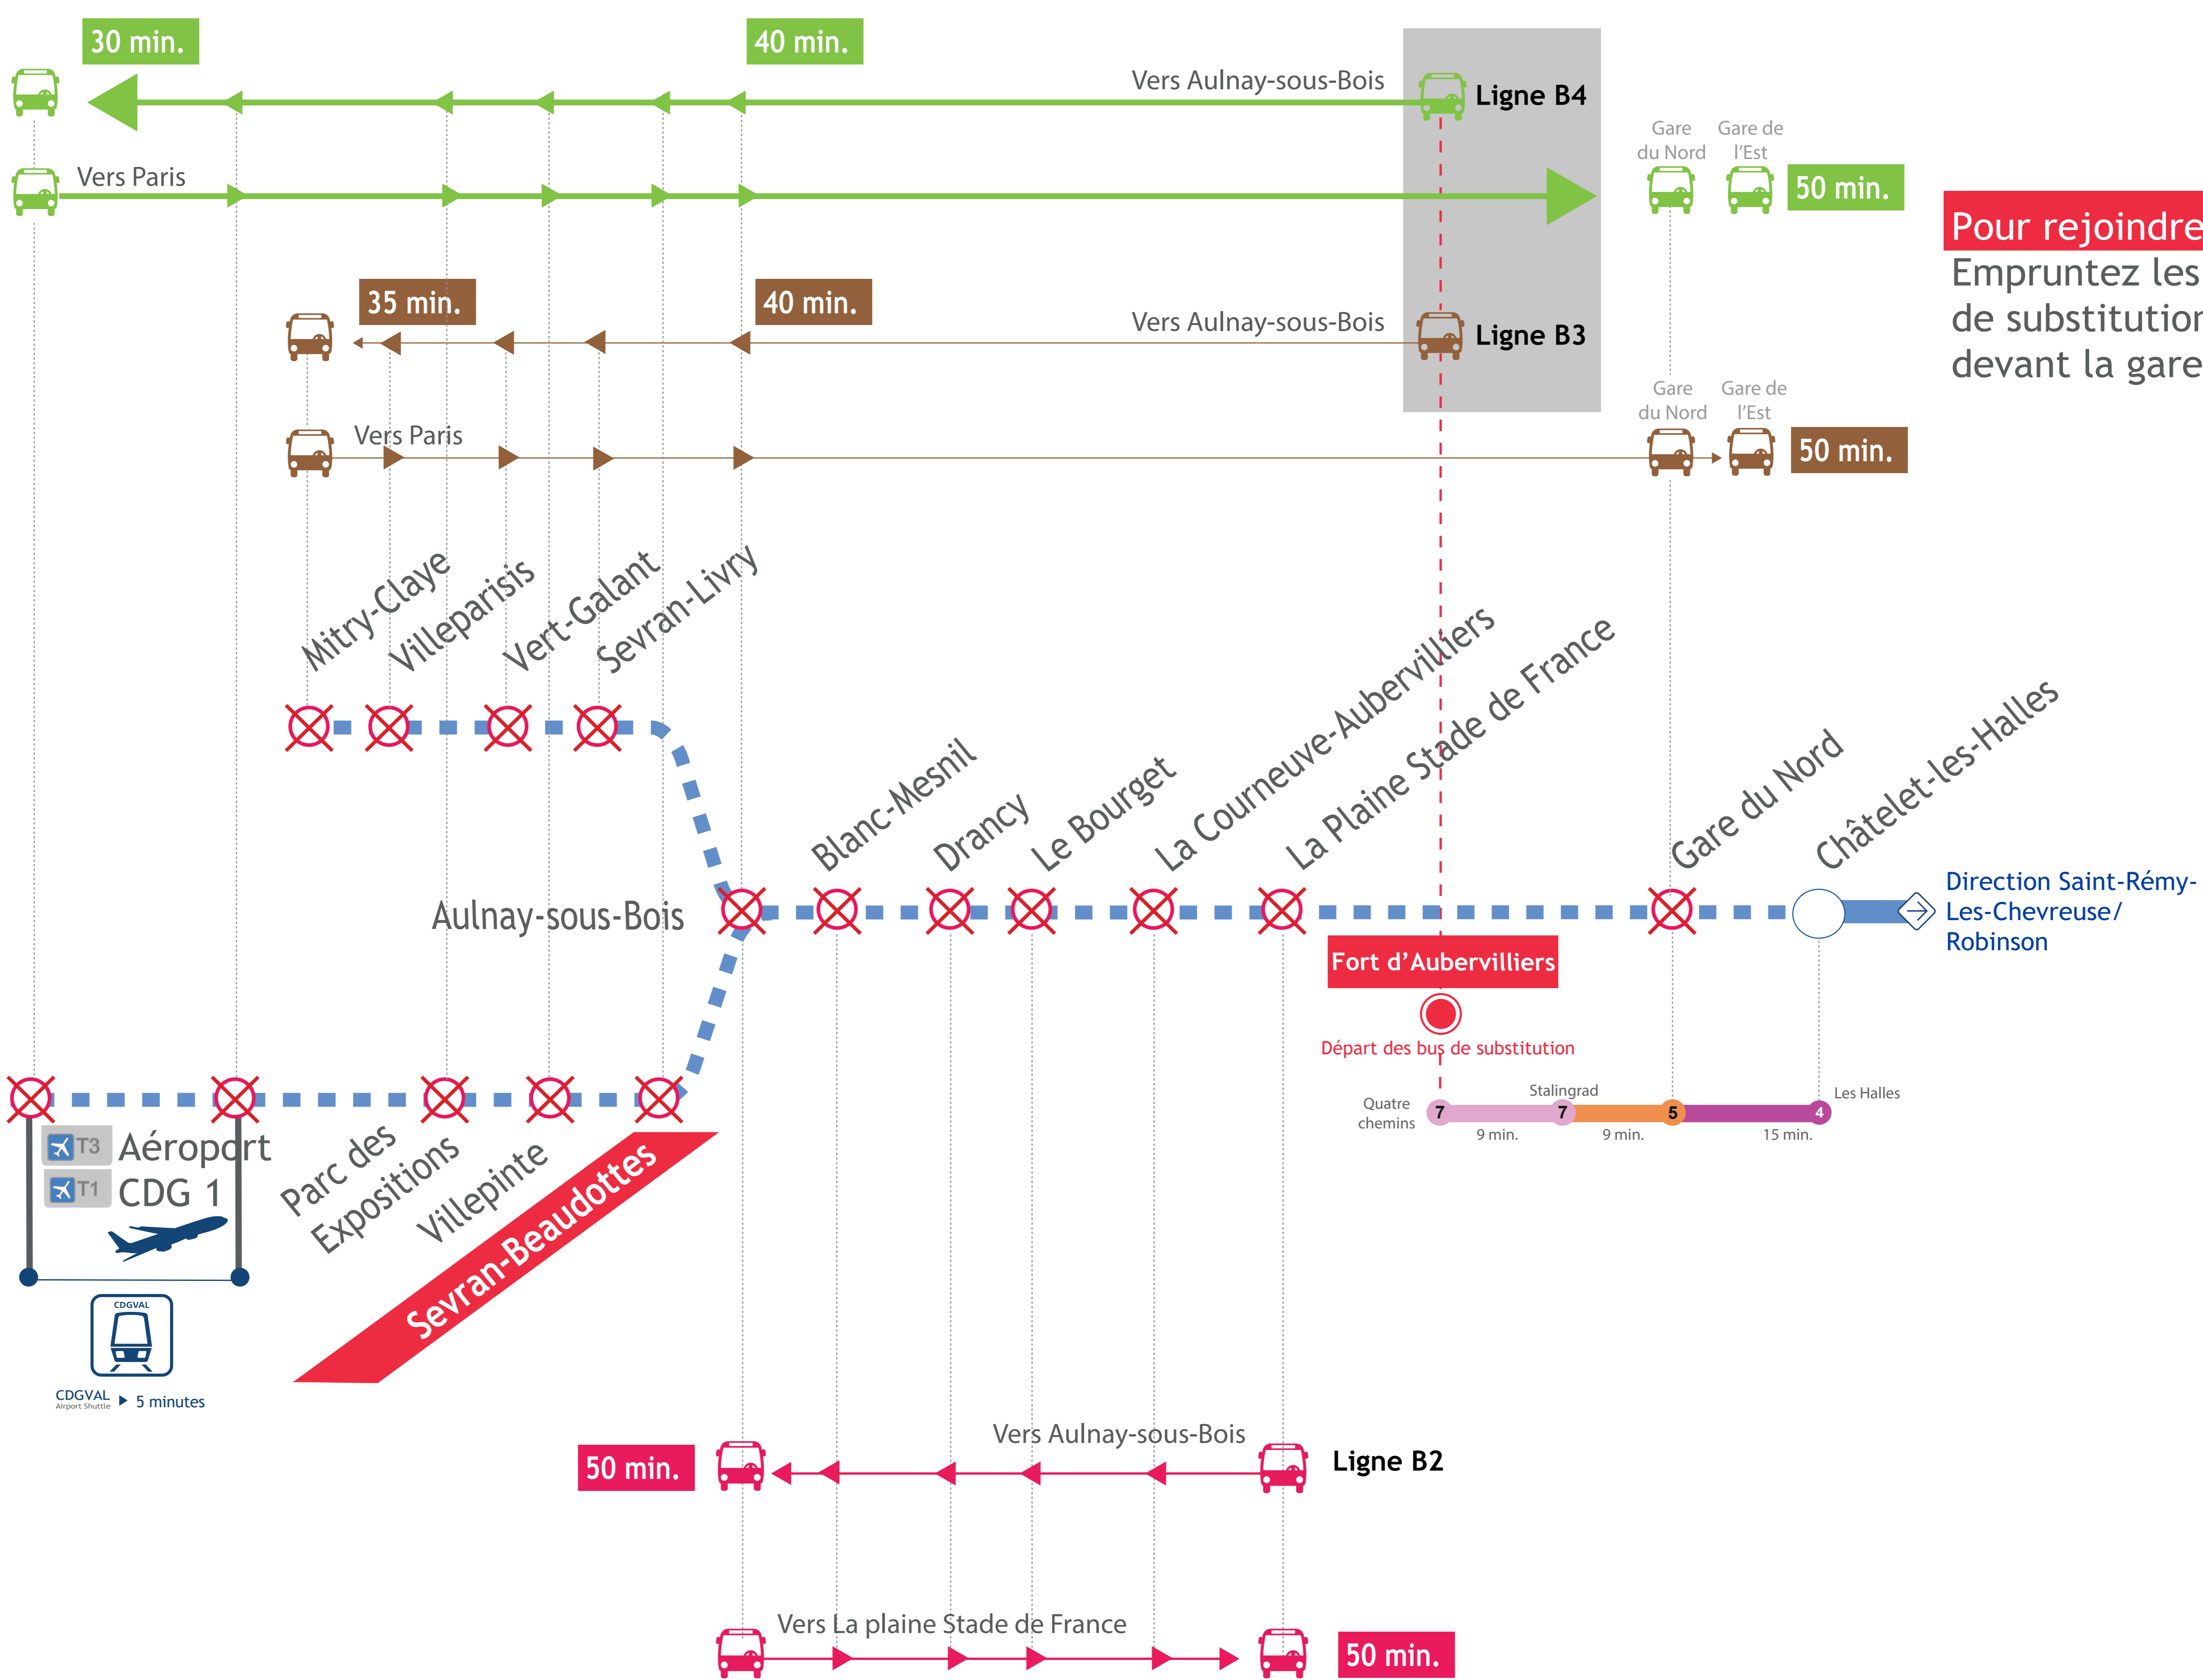 30 min.
40 min.
Vers Aulnay-sous-Bois
Ligne B4
Gare
du Nord
Gare de
l'Est
Vers Paris
50 min.
Pour rejoindre
Empruntez les
de substitution
devant la gare
35 min.
40 min.
Vers Aulnay-sous-Bois
Ligne B3
Gare
du Nord
Gare de
l'Est
Vers Paris
50 min.
Mitry-Claye
Villeparisis
Vert-Galant
Sevran-Livry
Aulnay-sous-Bois
Blanc-Mesnil
Drancy
Le Bourget
La Courneuve-Aubervilliers
La Plaine Stade de France
Gare du Nord
Châtelet-les-Halles
Direction Saint-Rémy-
Les-Chevreuse/
Robinson
Fort d'Aubervilliers
Départ des bus de substitution
Quatre
chemins
7
Stalingrad
7
5
4
Les Halles
9 min.
9 min.
15 min.
T3
Aéroport
T1
CDG 1
Parc des
Expositions
Villepinte
Sevran-Beaudottes
CDGVAL
CDGVAL
Airport Shuttle
5 minutes
50 min.
Vers Aulnay-sous-Bois
Ligne B2
Vers La plaine Stade de France
50 min.